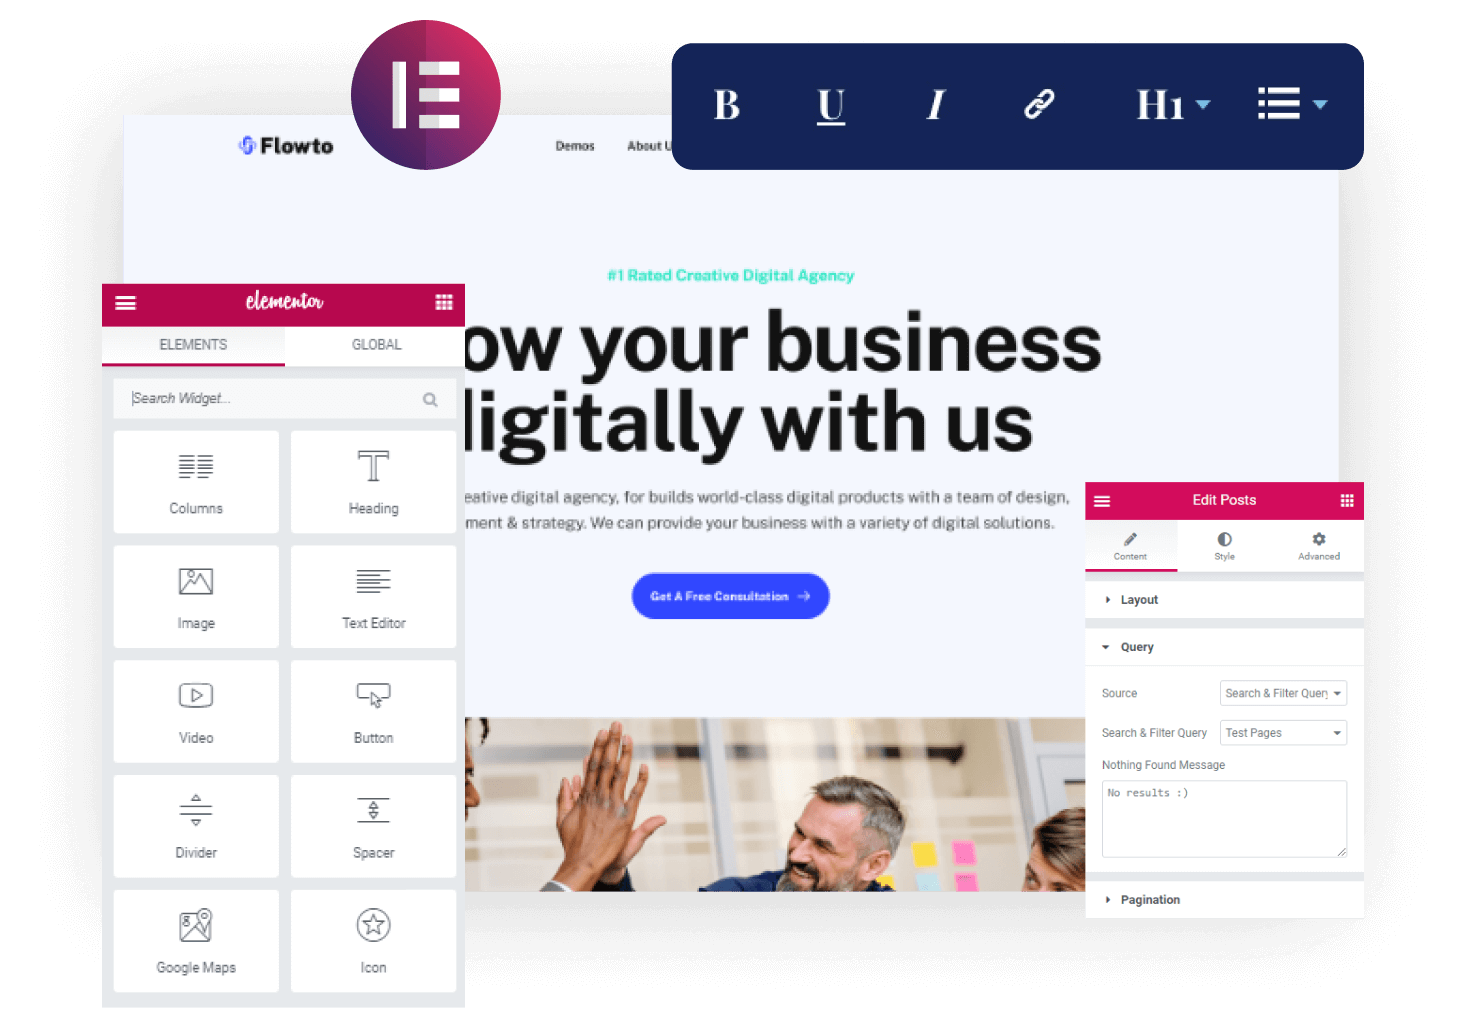 B U I H1
Flowto
Demos About U
#1 Rated Creative Digital Agency
ow your business
digitally with us
eative digital agency, for builds world-class digital products with a team of design,
ment & strategy. We can provide your business with a variety of digital solutions.
Get A Free Consultation
elementor
ELEMENTS GLOBAL
Search Widget...
Columns Heading
Image Text Editor
Video Button
Divider Spacer
Google Maps Icon
Edit Posts
Content Style Advanced
Layout
Query
Source Search & Filter Query
Search & Filter Query Test Pages
Nothing Found Message
No results :)
Pagination